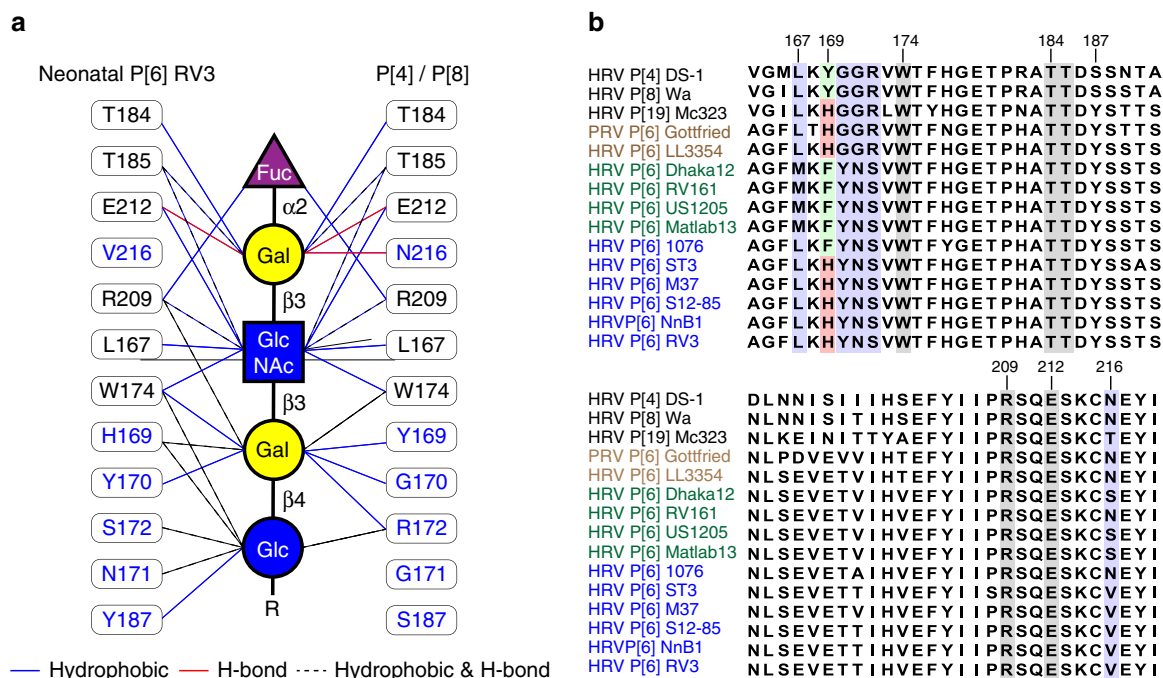 a
Neonatal P[6] RV3
P[4] / P[8]
T184
T184
T185
T185
Fuc
α2
E212
E212
V216
Gal
N216
β3
R209
R209
L167
Glc
NAc
L167
W174
W174
β3
H169
Gal
Y169
Y170
G170
β4
S172
Glc
R172
N171
G171
R
Y187
S187
Hydrophobic
H-bond
Hydrophobic & H-bond
b
167 169 174 184 187
HRV P[4] DS-1 VGMLKYGGRVWTFHGETPRATTDSSNTA
HRV P[8] Wa VGILKYGGRVWTFHGETPRATTDSSSTA
HRV P[19] Mc323 VGILKHGGRLWTYHGETPNATTDYSSTS
PRV P[6] Gottfried AGFLTHGGRVWTFNGETPHATTDYSTTS
HRV P[6] LL3354 AGFLKHGGRVWTFHGETPHATTDYSSTS
HRV P[6] Dhaka12 AGFMKFYNSVWTFHGETPHATTDYSSTS
HRV P[6] RV161 AGFMKFYNSVWTFHGETPHATTDYSSTS
HRV P[6] US1205 AGFMKFYNSVWTFHGETPHATTDYSSTS
HRV P[6] Matlab13 AGFMKFYNSVWTFHGETPHATTDYSSTS
HRV P[6] 1076 AGFLKFYNSVWTYHGETPHATTDYSSTS
HRV P[6] ST3 AGFLKHYNSVWTFHGETPHATTDYSSAS
HRV P[6] M37 AGFLKHYNSVWTFHGETPHATTDYSSTS
HRV P[6] S12-85 AGFLKHYNSVWTFHGETPHATTDYSSTS
HRVP[6] NnB1 AGFLKHYNSVWTFHGETPHATTDYSSTS
HRV P[6] RV3 AGFLKHYNSVWTFHGETPHATTDYSSTS
209 212 216
HRV P[4] DS-1 DLNNISIIIHSEFYIIPRSQESKCNEYI
HRV P[8] Wa NLNNISITIHSEFYIIPRSQESKCNEYI
HRV P[19] Mc323 NLKEINITTYAEFYIIPRSQESKCTEYI
PRV P[6] Gottfried NLPDVEVVIHTEFYIIPRSQESKCNEYI
HRV P[6] LL3354 NLSEVETVIHTEFYIIPRSQESKCNEYI
HRV P[6] Dhaka12 NLSEVETVIHVEFYIIPRSQESKCSEYI
HRV P[6] RV161 NLSEVETVIHVEFYIIPRSQESKCSEYI
HRV P[6] US1205 NLSEVETVIHVEFYIIPRSQESKCSEYI
HRV P[6] Matlab13 NLSEVETVIHVEFYIIPRSQESKCSEYI
HRV P[6] 1076 NLSEVETAIHVEFYIIPRSQESKCNEYI
HRV P[6] ST3 NLSEVETTIHVEFYIIPRSQESKCVEYI
HRV P[6] M37 NLSEVETTIHVEFYIIPRSQESKCVEYI
HRV P[6] S12-85 NLSEVETTIHVEFYIIPRSQESKCVEYI
HRVP[6] NnB1 NLSEVETTIHVEFYIIPRSQESKCVEYI
HRV P[6] RV3 NLSEVETTIHVEFYIIPRSQESKCVEYI